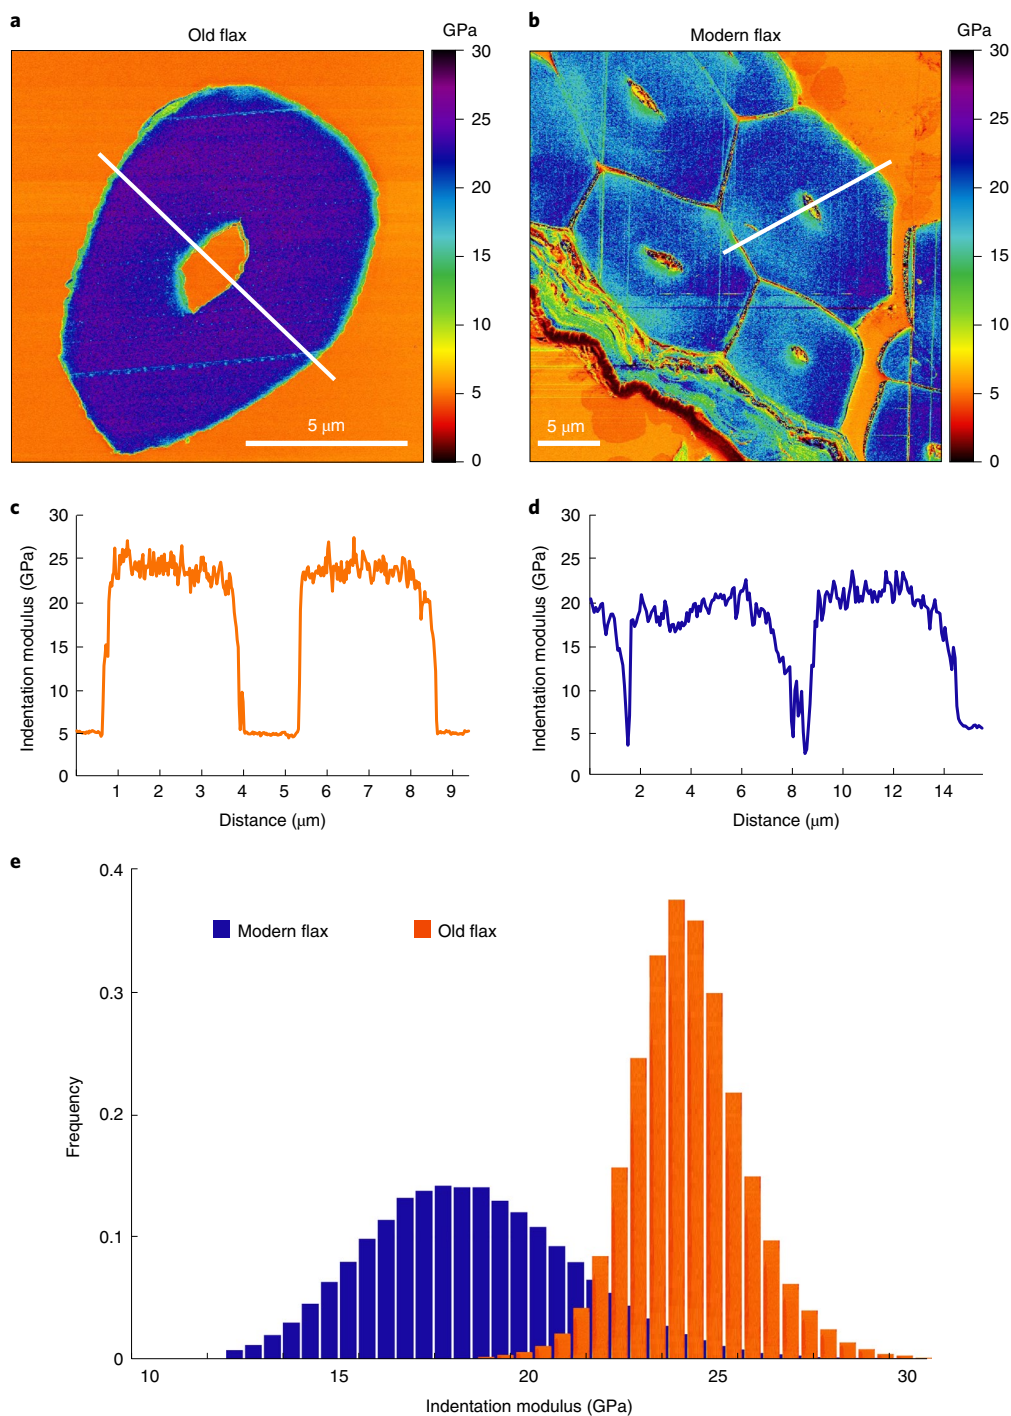 a
b
Old flax
GPa
Modern flax
GPa
30
25
20
15
10
5
0
5 μm
30
25
20
15
10
5
0
5 μm
c
d
30
25
20
15
10
5
0
Indentation modulus (GPa)
1 2 3 4 5 6 7 8 9
Distance (μm)
30
25
20
15
10
5
0
Indentation modulus (GPa)
2 4 6 8 10 12 14
Distance (μm)
e
0.4
0.3
0.2
0.1
0
Frequency
Modern flax
Old flax
10 15 20 25 30
Indentation modulus (GPa)